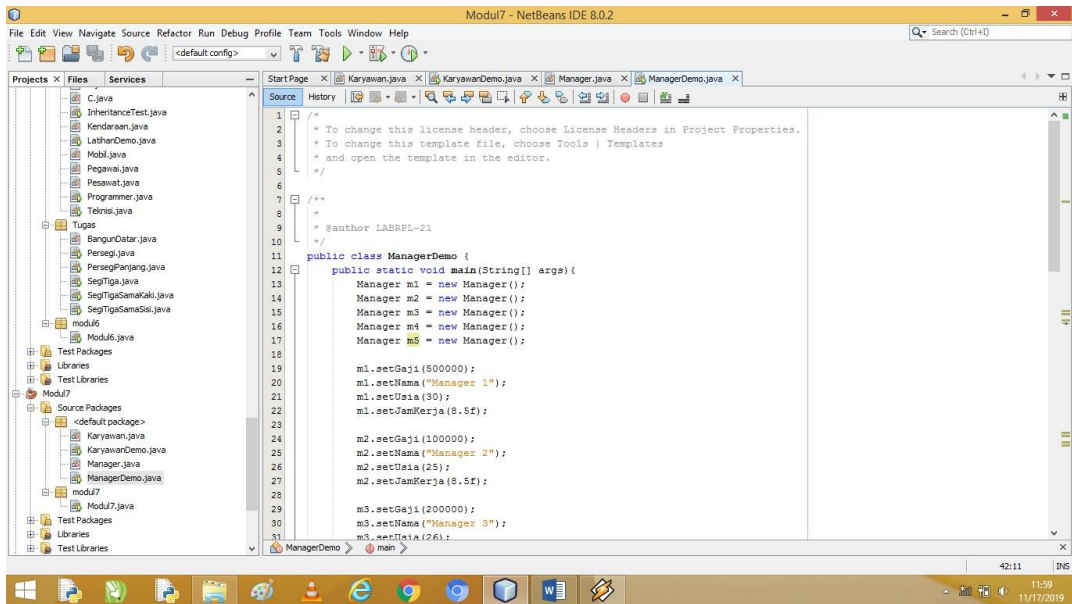 Modul7 - NetBeans IDE 8.0.2
File Edit View Navigate Source Refactor Run Debug Profile Team Tools Window Help
Search (Ctrl+I)
<default config>
Projects Files Services
C.java
InheritanceTest.java
Kendaraan.java
LatihanDemo.java
Mobil.java
Pegawai.java
Pesawat.java
Programmer.java
Teknisi.java
Tugas
BangunDatar.java
Persegi.java
PersegiPanjang.java
SegiTiga.java
SegiTigaSamaKaki.java
SegiTigaSamaSisi.java
modul6
Modul6.java
Test Packages
Libraries
Test Libraries
Modul7
Source Packages
<default package>
Karyawan.java
KaryawanDemo.java
Manager.java
ManagerDemo.java
modul7
Modul7.java
Test Packages
Libraries
Test Libraries
Start Page Karyawan.java KaryawanDemo.java Manager.java ManagerDemo.java
Source History
1 /*
2 * To change this license header, choose License Headers in Project Properties.
3 * To change this template file, choose Tools | Templates
4 * and open the template in the editor.
5 */
6
7 /**
8 *
9 * @author LABRPL-21
10 */
11 public class ManagerDemo {
12 public static void main(String[] args){
13 Manager m1 = new Manager();
14 Manager m2 = new Manager();
15 Manager m3 = new Manager();
16 Manager m4 = new Manager();
17 Manager m5 = new Manager();
18
19 m1.setGaji(500000);
20 m1.setNama("Manager 1");
21 m1.setUsia(30);
22 m1.setJamKerja(8.5f);
23
24 m2.setGaji(100000);
25 m2.setNama("Manager 2");
26 m2.setUsia(25);
27 m2.setJamKerja(8.5f);
28
29 m3.setGaji(200000);
30 m3.setNama("Manager 3");
31 m3.setUsia(26);
ManagerDemo main
42:11 INS
11:59
11/17/2019